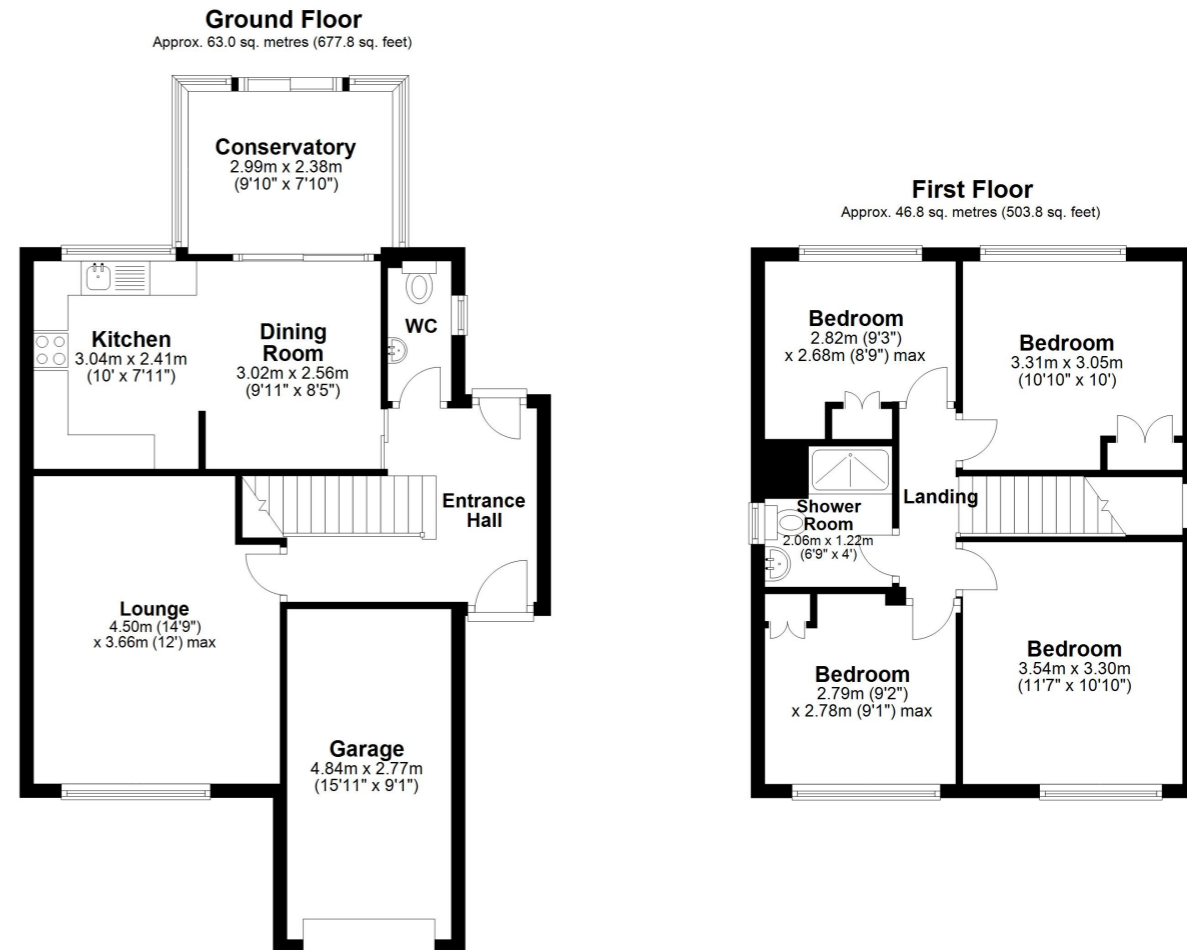 Ground Floor
Approx. 63.0 sq. metres (677.8 sq. feet)
Conservatory
2.99m x 2.38m
(9'10" x 7'10")
Kitchen
3.04m x 2.41m
(10' x 7'11")
Dining
Room
3.02m x 2.56m
(9'11" x 8'5")
WC
Entrance
Hall
Lounge
4.50m (14'9")
x 3.66m (12') max
Garage
4.84m x 2.77m
(15'11" x 9'1")
First Floor
Approx. 46.8 sq. metres (503.8 sq. feet)
Bedroom
2.82m (9'3")
x 2.68m (8'9") max
Bedroom
3.31m x 3.05m
(10'10" x 10')
Landing
Shower
Room
2.06m x 1.22m
(6'9" x 4')
Bedroom
2.79m (9'2")
x 2.78m (9'1") max
Bedroom
3.54m x 3.30m
(11'7" x 10'10")